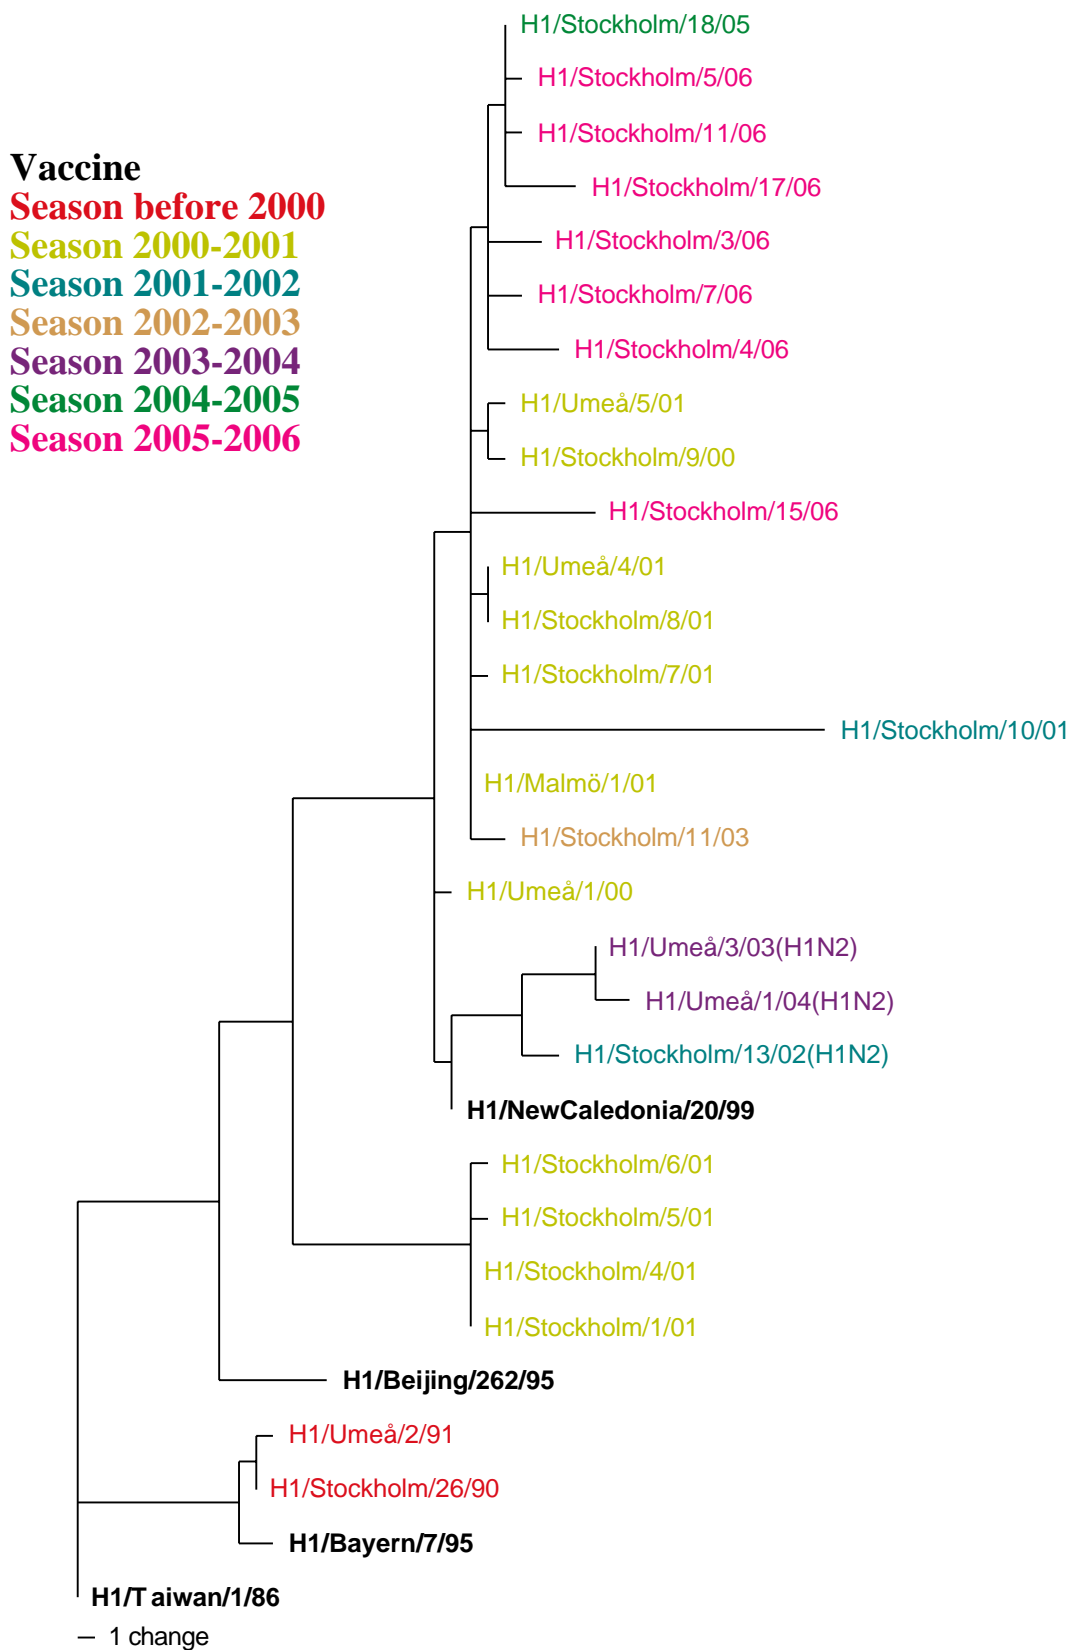 Vaccine
Season before 2000
Season 2000-2001
Season 2001-2002
Season 2002-2003
Season 2003-2004
Season 2004-2005
Season 2005-2006
H1/Stockholm/18/05
H1/Stockholm/5/06
H1/Stockholm/11/06
H1/Stockholm/17/06
H1/Stockholm/3/06
H1/Stockholm/7/06
H1/Stockholm/4/06
H1/Umeå/5/01
H1/Stockholm/9/00
H1/Stockholm/15/06
H1/Umeå/4/01
H1/Stockholm/8/01
H1/Stockholm/7/01
H1/Stockholm/10/01
H1/Malmö/1/01
H1/Stockholm/11/03
H1/Umeå/1/00
H1/Umeå/3/03(H1N2)
H1/Umeå/1/04(H1N2)
H1/Stockholm/13/02(H1N2)
H1/NewCaledonia/20/99
H1/Stockholm/6/01
H1/Stockholm/5/01
H1/Stockholm/4/01
H1/Stockholm/1/01
H1/Beijing/262/95
H1/Umeå/2/91
H1/Stockholm/26/90
H1/Bayern/7/95
H1/Taiwan/1/86
1 change